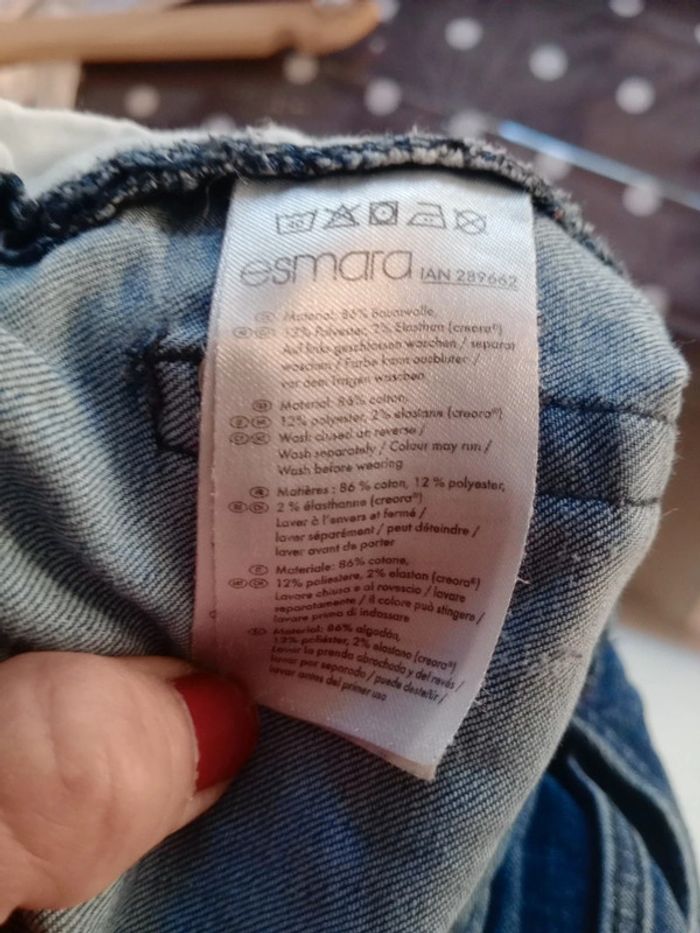 esmara IAN 289662
Material: 86% Baumwolle,
12% Polyester, 2% Elasthan (creora®)
Auf links geschlossen waschen / separat
waschen / Farbe kann ausbluten /
vor dem Tragen waschen
Material: 86% cotton,
12% polyester, 2% elastane (creora®)
Wash closed on reverse /
Wash separately / Colour may run /
Wash before wearing
Matières : 86 % coton, 12 % polyester,
2 % élasthanne (creora®)
Laver à l'envers et fermé /
laver séparément / peut déteindre /
laver avant de porter
Materiale: 86% cotone,
12% poliestere, 2% elastan (creora®)
Lavare chiuso e al rovescio / lavare
separatamente / il colore può stingere /
lavare prima di indossare
Material: 86% algodón,
12% poliéster, 2% elastano (creora®)
Lavar la prenda abrochada y del revés /
lavar por separado / puede desteñir /
lavar antes del primer uso